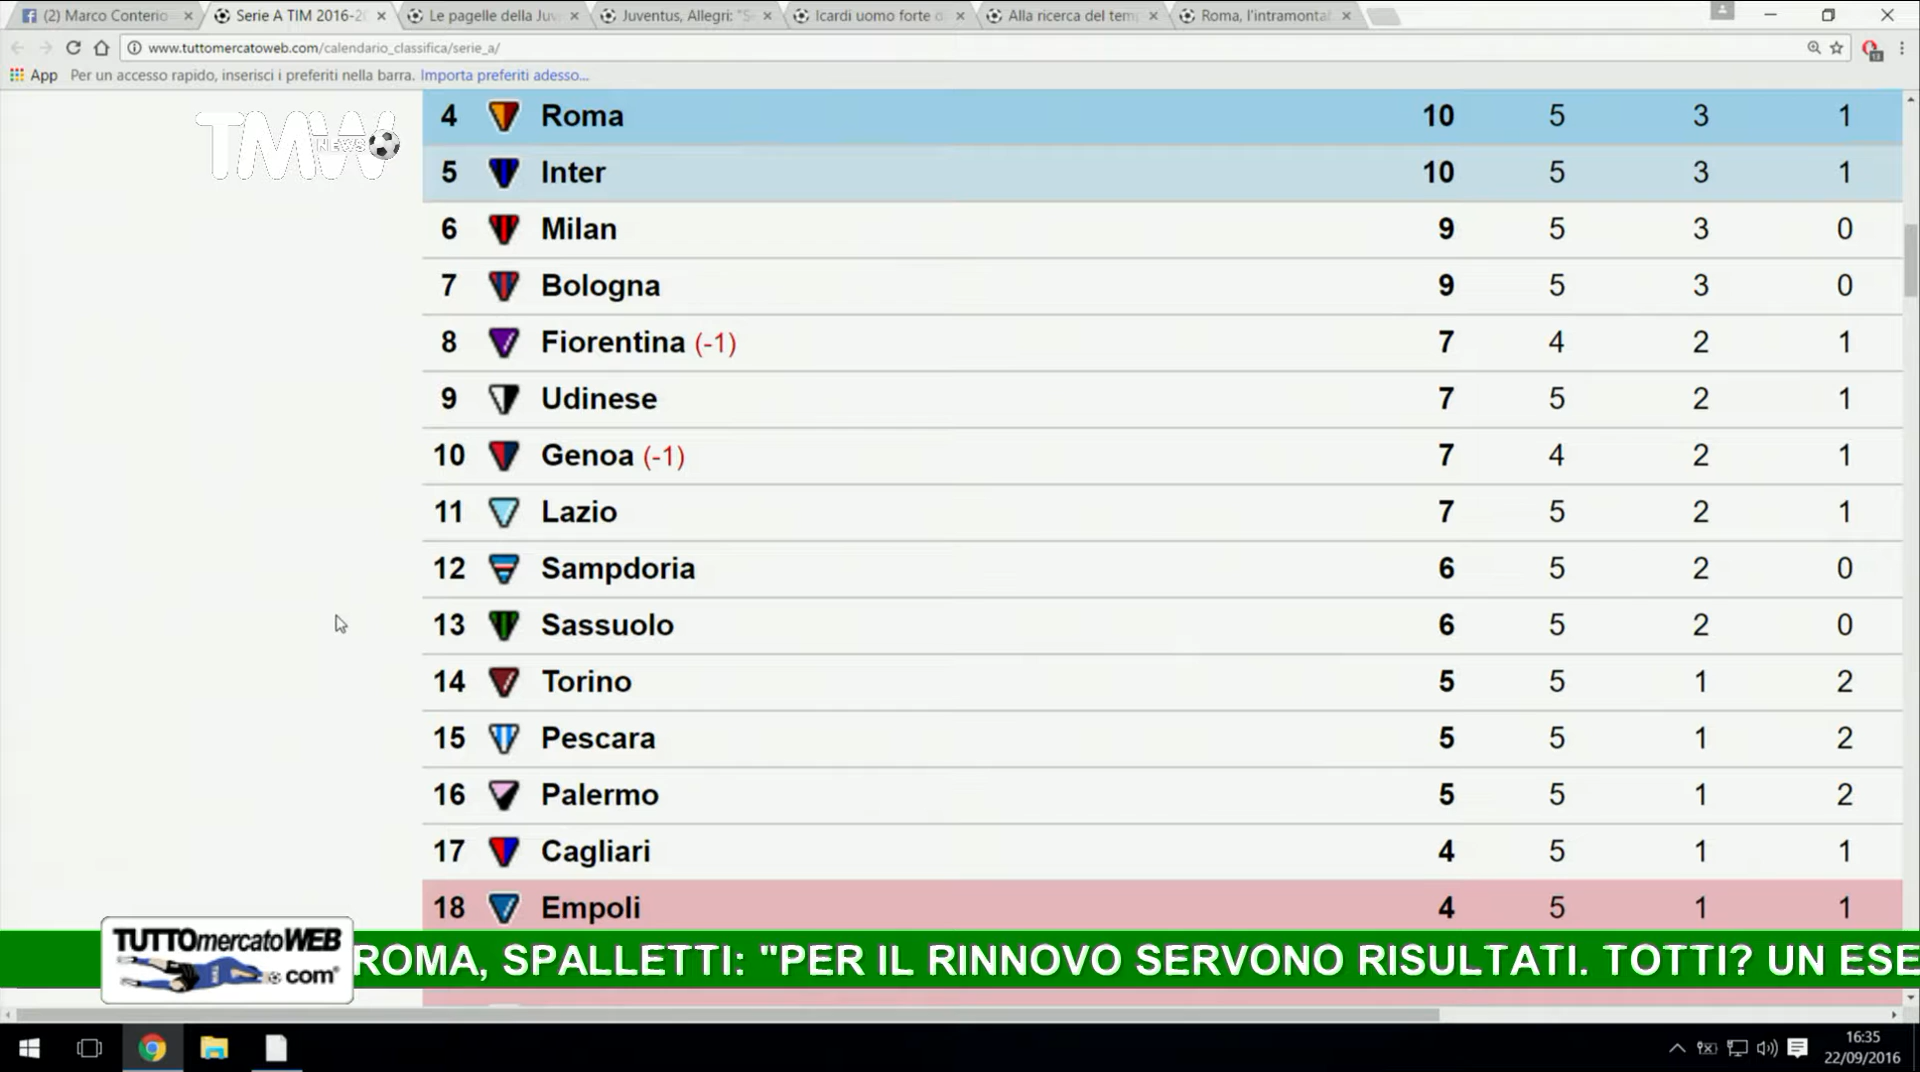 (2) Marco Conterio
Serie A TIM 2016-2
Le pagelle della Juv
Juventus, Allegri: "S
Icardi uomo forte d
Alla ricerca del tem
Roma, l'intramonta
www.tuttomercatoweb.com/calendario_classifica/serie_a/
App Per un accesso rapido, inserisci i preferiti nella barra. Importa preferiti adesso...
TMW NEWS
4 Roma 10 5 3 1
5 Inter 10 5 3 1
6 Milan 9 5 3 0
7 Bologna 9 5 3 0
8 Fiorentina (-1) 7 4 2 1
9 Udinese 7 5 2 1
10 Genoa (-1) 7 4 2 1
11 Lazio 7 5 2 1
12 Sampdoria 6 5 2 0
13 Sassuolo 6 5 2 0
14 Torino 5 5 1 2
15 Pescara 5 5 1 2
16 Palermo 5 5 1 2
17 Cagliari 4 5 1 1
18 Empoli 4 5 1 1
TUTTOmercatoWEB
.com
ROMA, SPALLETTI: "PER IL RINNOVO SERVONO RISULTATI. TOTTI? UN ESE
16:35
22/09/2016